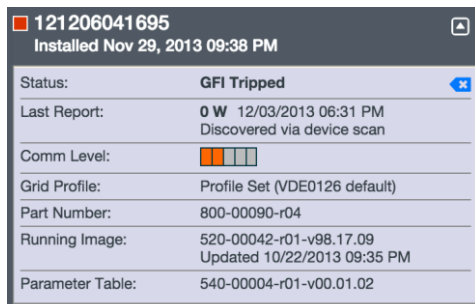 121206041695
Installed Nov 29, 2013 09:38 PM
Status: GFI Tripped
Last Report: 0 W 12/03/2013 06:31 PM
Discovered via device scan
Comm Level:
Grid Profile: Profile Set (VDE0126 default)
Part Number: 800-00090-r04
Running Image: 520-00042-r01-v98.17.09
Updated 10/22/2013 09:35 PM
Parameter Table: 540-00004-r01-v00.01.02